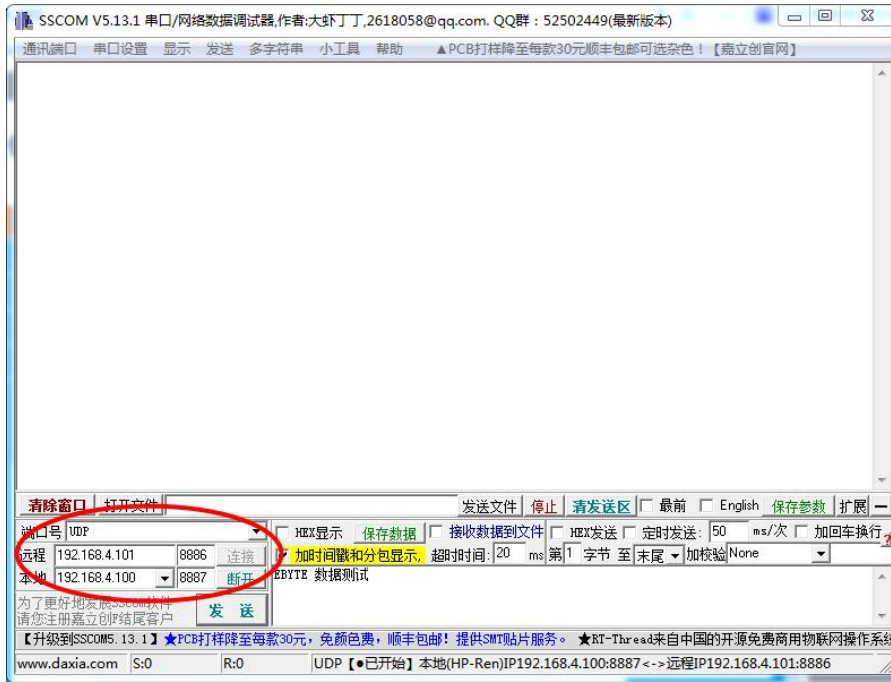 SSCOM V5.13.1 串口/网络数据调试器,作者:大虾丁丁,2618058@qq.com. QQ群：52502449(最新版本)
通讯端口 串口设置 显示 发送 多字符串 小工具 帮助 ▲PCB打样降至每款30元顺丰包邮可选杂色！【嘉立创官网】
清除窗口 打开文件 发送文件 停止 清发送区 最前 English 保存参数 扩展 —
端口号 UDP HEX显示 保存数据 接收数据到文件 HEX发送 定时发送: 50 ms/次 加回车换行
远程 192.168.4.101 8886 连接 加时间戳和分包显示, 超时时间: 20 ms 第1 字节 至 末尾 加校验 None ?
本地 192.168.4.100 8887 断开 EBYTE 数据测试
为了更好地发展SSCOM软件
请您注册嘉立创F结尾客户 发 送
【升级到SSCOM5.13.1】★PCB打样降至每款30元，免颜色费，顺丰包邮！提供SMT贴片服务。 ★RT-Thread来自中国的开源免费商用物联网操作系统
www.daxia.com S:0 R:0 UDP【●已开始】本地(HP-Ren)IP192.168.4.100:8887<->远程IP192.168.4.101:8886